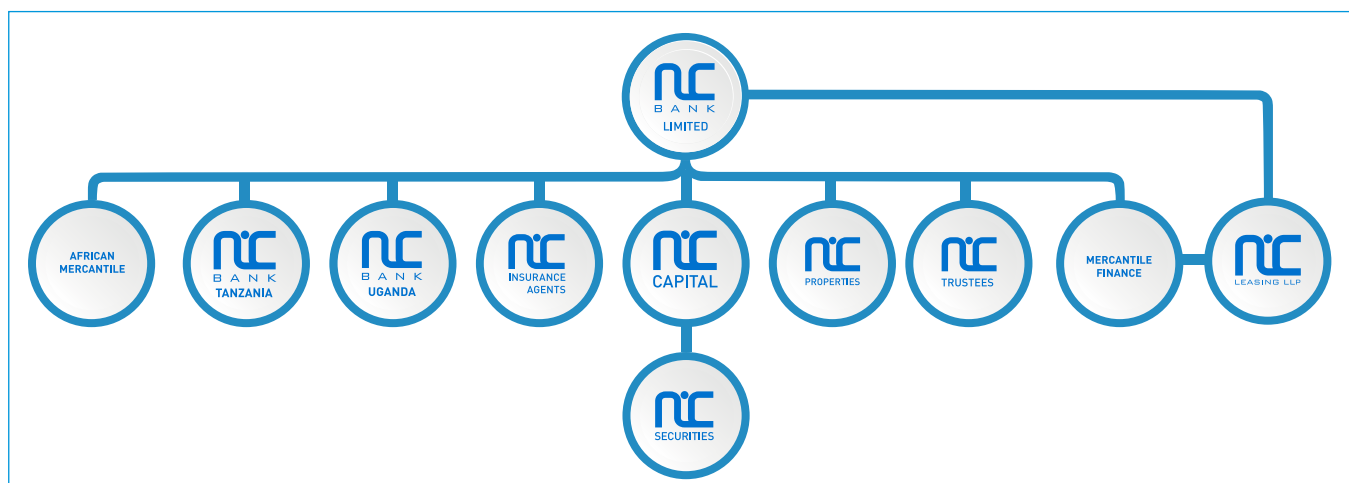 NIC
BANK
LIMITED
AFRICAN
MERCANTILE
NIC
BANK
TANZANIA
NIC
BANK
UGANDA
NIC
INSURANCE
AGENTS
NIC
CAPITAL
NIC
PROPERTIES
NIC
TRUSTEES
MERCANTILE
FINANCE
NIC
LEASING LLP
NIC
SECURITIES